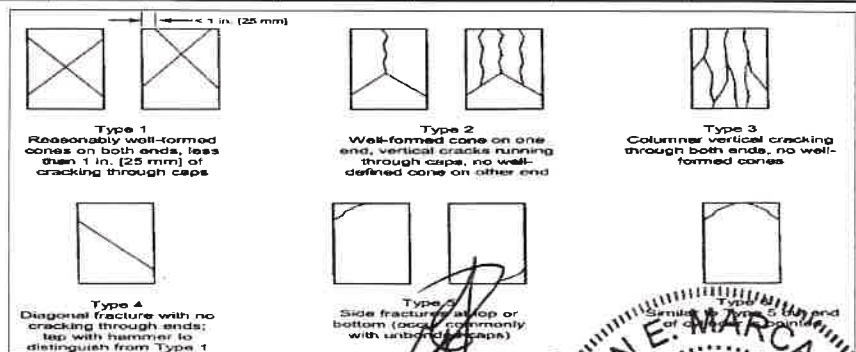 < 1 in. [25 mm]
Type 1
Reasonably well-formed
cones on both ends, less
than 1 in. [25 mm] of
cracking through caps
Type 2
Well-formed cone on one
end, vertical cracks running
through caps, no well-
defined cone on other end
Type 3
Columner vertical cracking
through both ends, no well-
formed cones
Type 4
Diagonal fracture with no
cracking through ends;
tap with hammer to
distinguish from Type 1
Type 5
Side fractures at top or
bottom (occur commonly
with unbonded caps)
Type 6
Similar to Type 5 but end
of cylinder is pointed
N E. MARCA